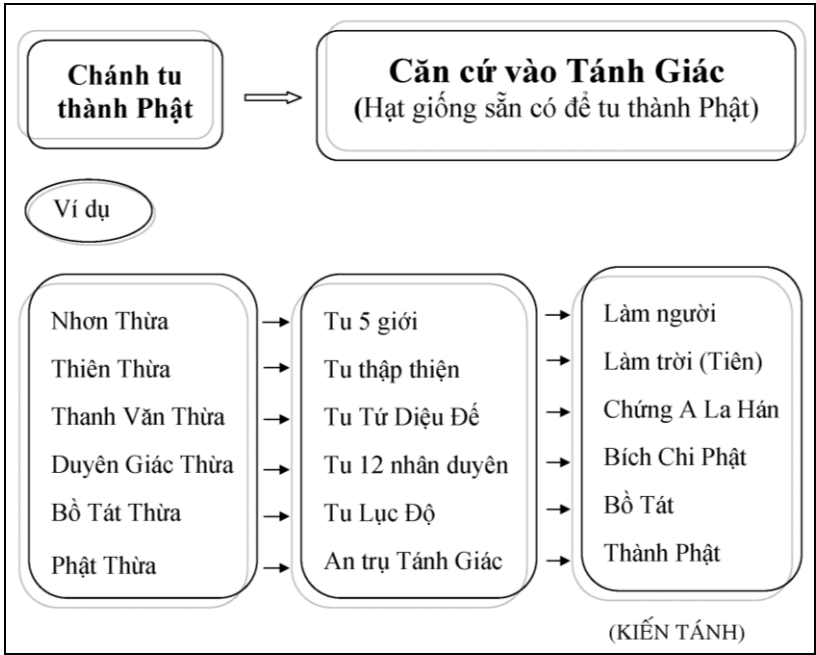 Chánh tu
thành Phật
Căn cứ vào Tánh Giác
(Hạt giống sẵn có để tu thành Phật)
Ví dụ
Nhơn Thừa
Tu 5 giới
Làm người
Thiên Thừa
Tu thập thiện
Làm trời (Tiên)
Thanh Văn Thừa
Tu Tứ Diệu Đế
Chứng A La Hán
Duyên Giác Thừa
Tu 12 nhân duyên
Bích Chi Phật
Bồ Tát Thừa
Tu Lục Độ
Bồ Tát
Phật Thừa
An trụ Tánh Giác
Thành Phật
(KIẾN TÁNH)